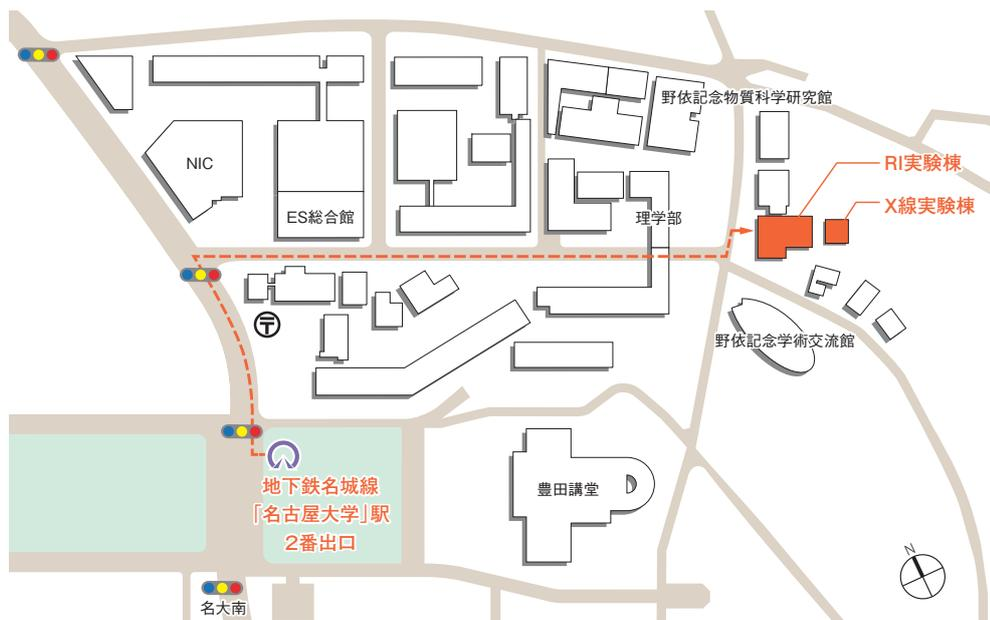 野依記念物質科学研究館
NIC
RI実験棟
X線実験棟
ES総合館
理学部
〒
野依記念学術交流館
地下鉄名城線
「名古屋大学」駅
2番出口
豊田講堂
N
名大南